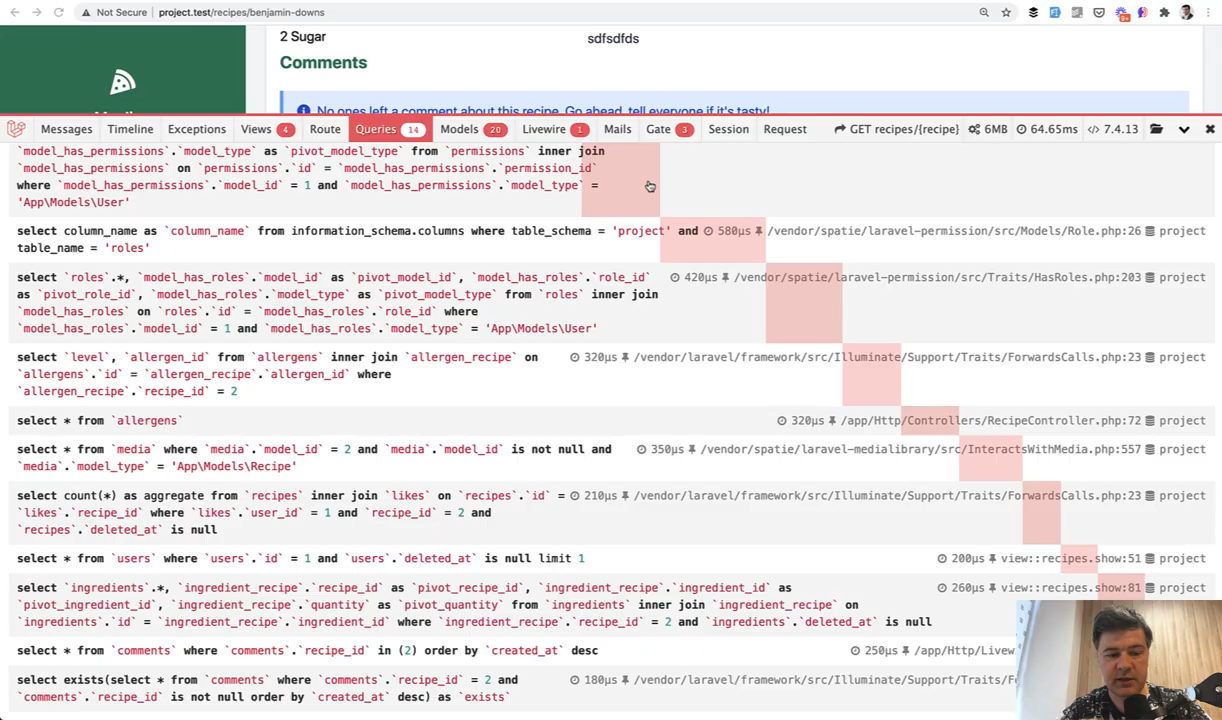 Not Secure | project.test/recipes/benjamin-downs
2 Sugar
sdfsdfds
Comments
No ones left a comment about this recipe. Go ahead, tell everyone if it's tasty!
Messages Timeline Exceptions Views 4 Route Queries 14 Models 20 Livewire 1 Mails Gate 3 Session Request GET recipes/{recipe} 6MB 64.65ms </> 7.4.13
`model_has_permissions`.`model_type` as `pivot_model_type` from `permissions` inner join
`model_has_permissions` on `permissions`.`id` = `model_has_permissions`.`permission_id`
where `model_has_permissions`.`model_id` = 1 and `model_has_permissions`.`model_type` =
'App\Models\User'
select column_name as `column_name` from information_schema.columns where table_schema = 'project' and 580µs /vendor/spatie/laravel-permission/src/Models/Role.php:26 project
table_name = 'roles'
select `roles`.*, `model_has_roles`.`model_id` as `pivot_model_id`, `model_has_roles`.`role_id` 420µs /vendor/spatie/laravel-permission/src/Traits/HasRoles.php:203 project
as `pivot_role_id`, `model_has_roles`.`model_type` as `pivot_model_type` from `roles` inner join
`model_has_roles` on `roles`.`id` = `model_has_roles`.`role_id` where
`model_has_roles`.`model_id` = 1 and `model_has_roles`.`model_type` = 'App\Models\User'
select `level`, `allergen_id` from `allergens` inner join `allergen_recipe` on 320µs /vendor/laravel/framework/src/Illuminate/Support/Traits/ForwardsCalls.php:23 project
`allergens`.`id` = `allergen_recipe`.`allergen_id` where
`allergen_recipe`.`recipe_id` = 2
select * from `allergens` 320µs /app/Http/Controllers/RecipeController.php:72 project
select * from `media` where `media`.`model_id` = 2 and `media`.`model_id` is not null and 350µs /vendor/spatie/laravel-medialibrary/src/InteractsWithMedia.php:557 project
`media`.`model_type` = 'App\Models\Recipe'
select count(*) as aggregate from `recipes` inner join `likes` on `recipes`.`id` = 210µs /vendor/laravel/framework/src/Illuminate/Support/Traits/ForwardsCalls.php:23 project
`likes`.`recipe_id` where `likes`.`user_id` = 1 and `recipe_id` = 2 and
`recipes`.`deleted_at` is null
select * from `users` where `users`.`id` = 1 and `users`.`deleted_at` is null limit 1 200µs view::recipes.show:51 project
select `ingredients`.*, `ingredient_recipe`.`recipe_id` as `pivot_recipe_id`, `ingredient_recipe`.`ingredient_id` as 260µs view::recipes.show:81 project
`pivot_ingredient_id`, `ingredient_recipe`.`quantity` as `pivot_quantity` from `ingredients` inner join `ingredient_recipe` on
`ingredients`.`id` = `ingredient_recipe`.`ingredient_id` where `ingredient_recipe`.`recipe_id` = 2 and `ingredients`.`deleted_at` is null
select * from `comments` where `comments`.`recipe_id` in (2) order by `created_at` desc 250µs /app/Http/Livew
select exists(select * from `comments` where `comments`.`recipe_id` = 2 and 180µs /vendor/laravel/framework/src/Illuminate/Support/Traits/Fo
`comments`.`recipe_id` is not null order by `created_at` desc) as `exists`